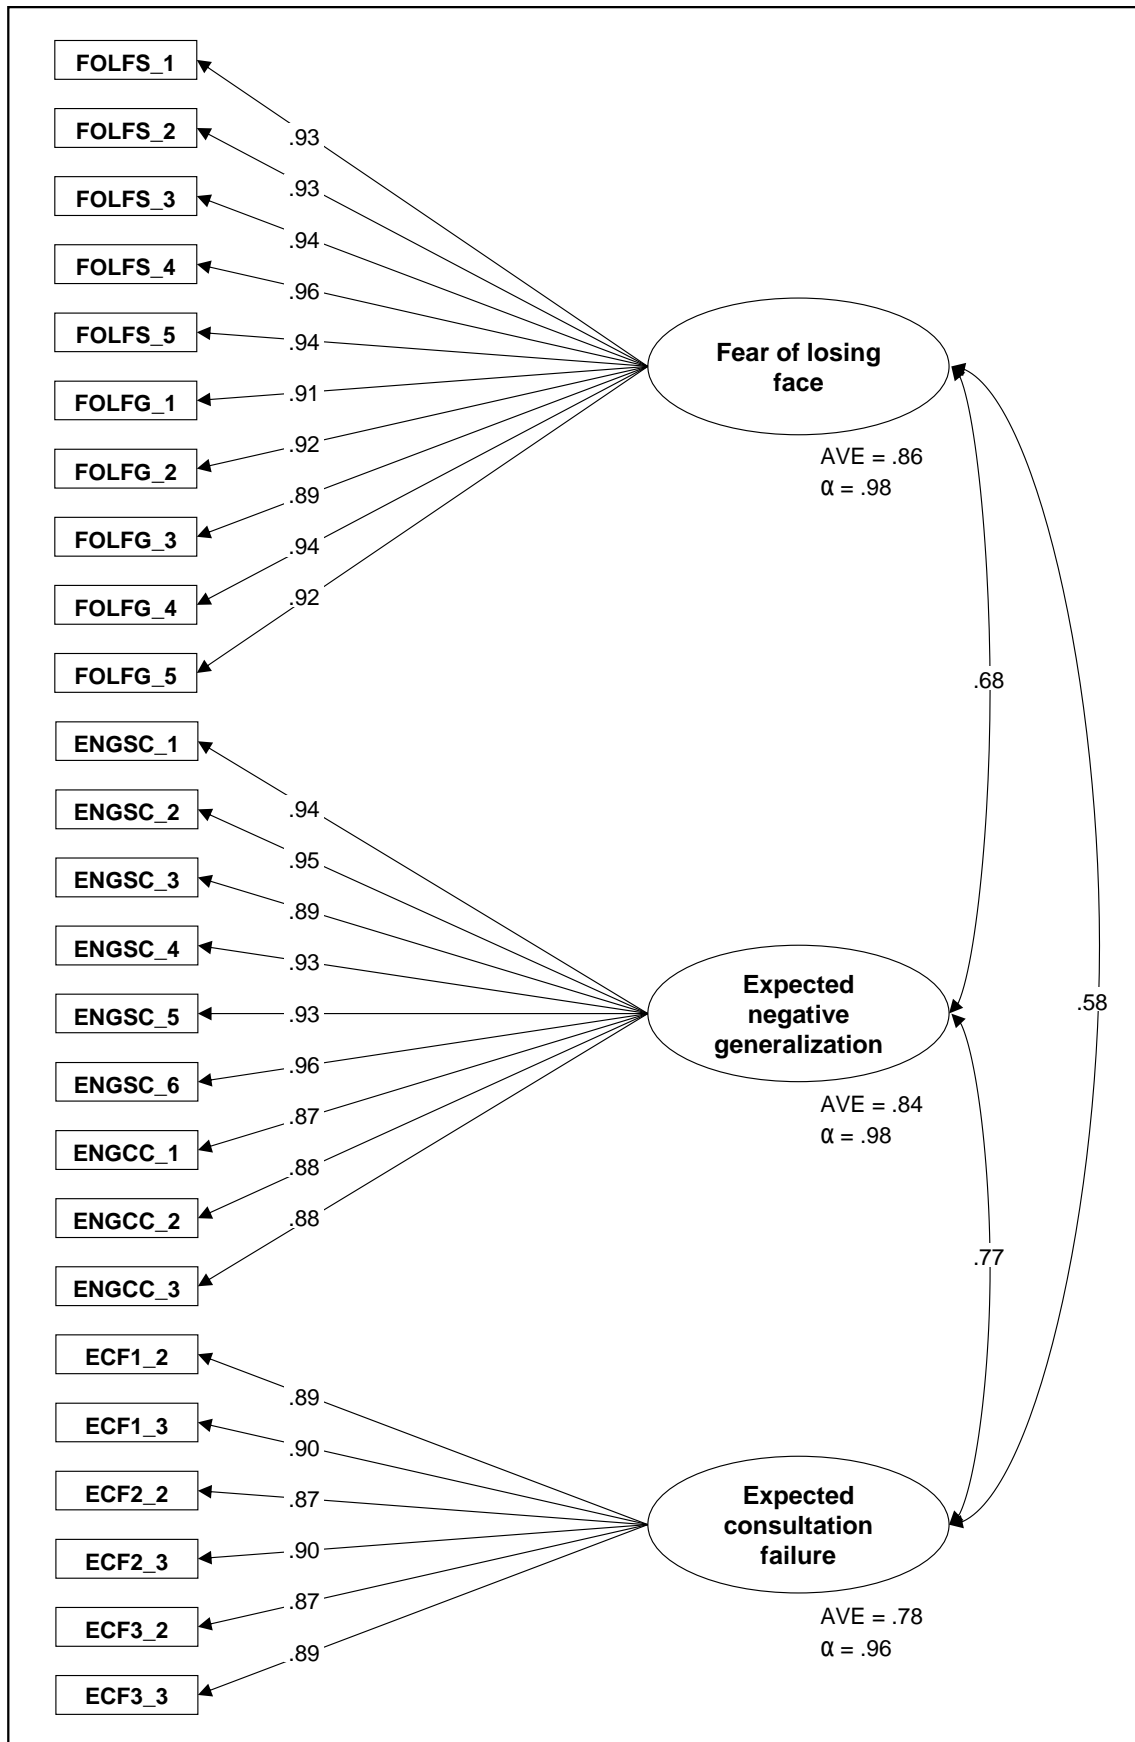 FOLFS_1
FOLFS_2
FOLFS_3
FOLFS_4
FOLFS_5
FOLFG_1
FOLFG_2
FOLFG_3
FOLFG_4
FOLFG_5
.93
.93
.94
.96
.94
.91
.92
.89
.94
.92
Fear of losing
face
AVE = .86
α = .98
ENGSC_1
ENGSC_2
ENGSC_3
ENGSC_4
ENGSC_5
ENGSC_6
ENGCC_1
ENGCC_2
ENGCC_3
.94
.95
.89
.93
.93
.96
.87
.88
.88
Expected
negative
generalization
AVE = .84
α = .98
ECF1_2
ECF1_3
ECF2_2
ECF2_3
ECF3_2
ECF3_3
.89
.90
.87
.90
.87
.89
Expected
consultation
failure
AVE = .78
α = .96
.68
.58
.77